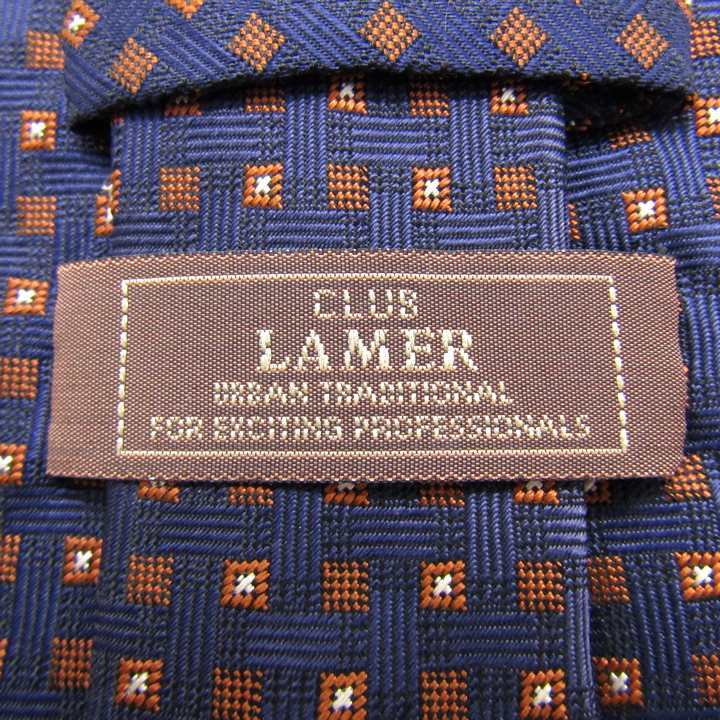 CLUB
LAMER
URBAN TRADITIONAL
FOR EXCITING PROFESSIONALS